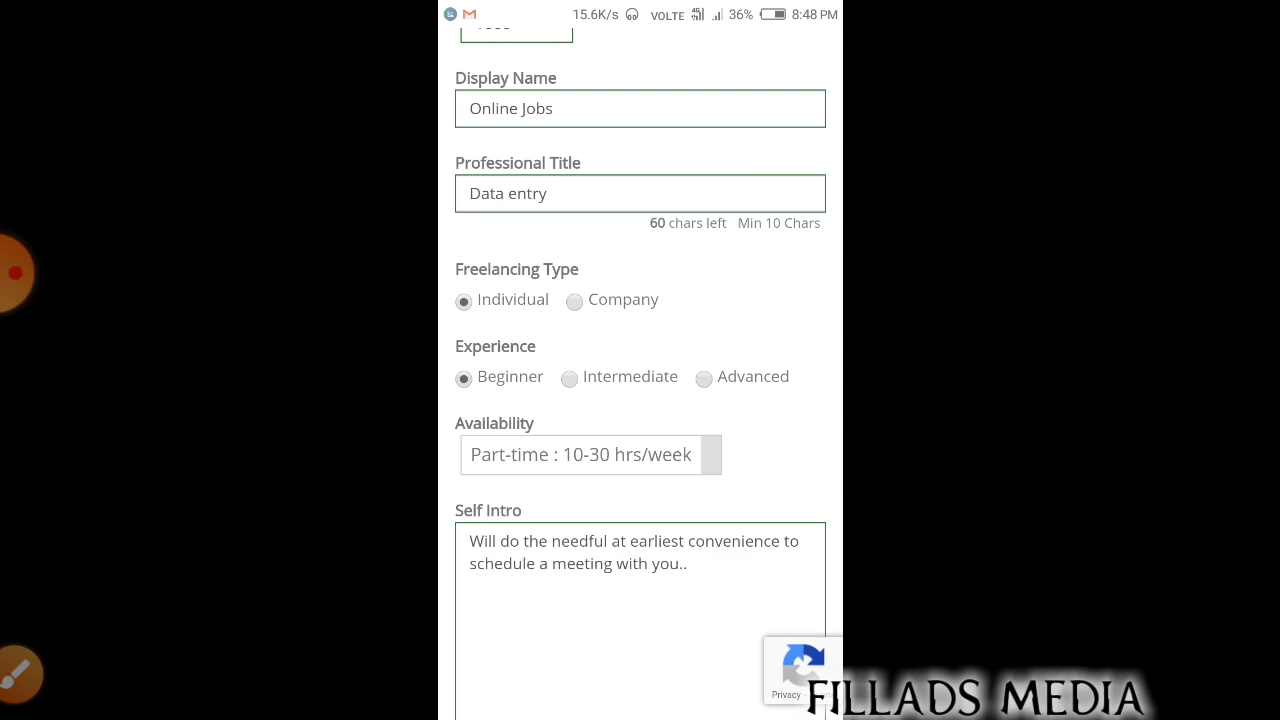 15.6K/s VOLTE 36% 8:48 PM
Display Name
Online Jobs
Professional Title
Data entry
60 chars left Min 10 Chars
Freelancing Type
Individual Company
Experience
Beginner Intermediate Advanced
Availability
Part-time : 10-30 hrs/week
Self Intro
Will do the needful at earliest convenience to
schedule a meeting with you..
Privacy -
FILLADS MEDIA